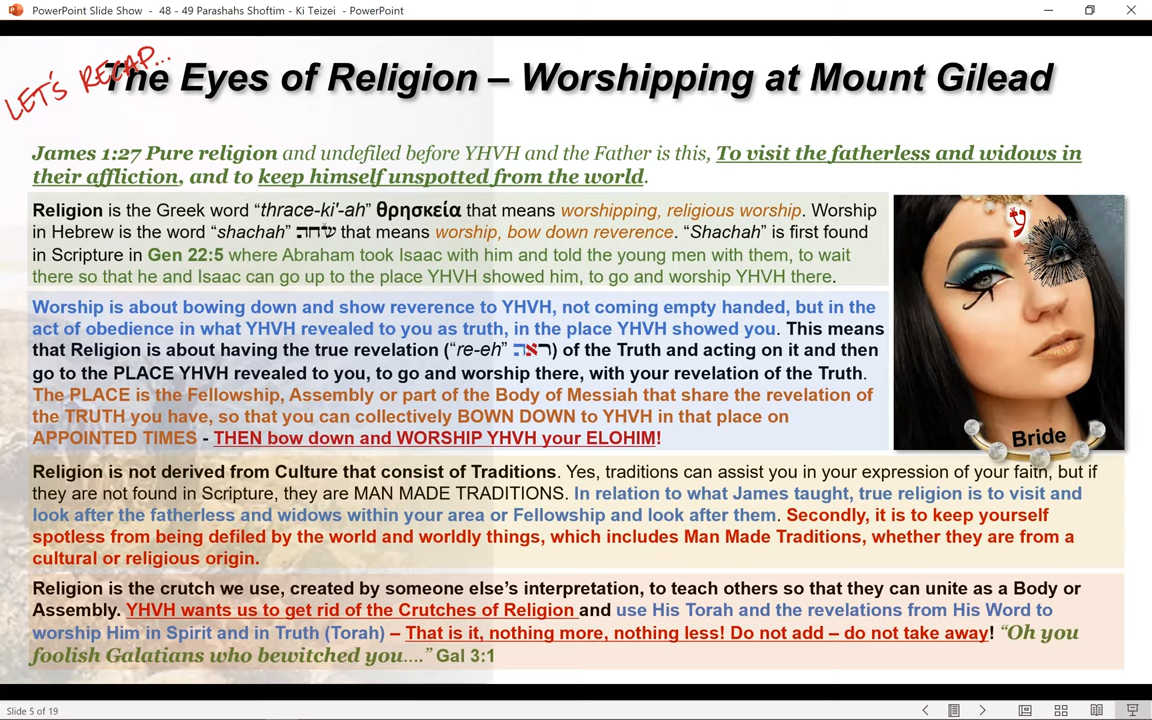 PowerPoint Slide Show - 48 - 49 Parashahs Shoftim - Ki Teizei - PowerPoint
LET'S RECAP...
The Eyes of Religion – Worshipping at Mount Gilead
James 1:27 Pure religion and undefiled before YHVH and the Father is this, To visit the fatherless and widows in
their affliction, and to keep himself unspotted from the world.
Religion is the Greek word “thrace-ki'-ah” θρησκεία that means worshipping, religious worship. Worship
in Hebrew is the word “shachah” שׁחה that means worship, bow down reverence. “Shachah” is first found
in Scripture in Gen 22:5 where Abraham took Isaac with him and told the young men with them, to wait
there so that he and Isaac can go up to the place YHVH showed him, to go and worship YHVH there.
Worship is about bowing down and show reverence to YHVH, not coming empty handed, but in the
act of obedience in what YHVH revealed to you as truth, in the place YHVH showed you. This means
that Religion is about having the true revelation (“re-eh” ראה) of the Truth and acting on it and then
go to the PLACE YHVH revealed to you, to go and worship there, with your revelation of the Truth.
The PLACE is the Fellowship, Assembly or part of the Body of Messiah that share the revelation of
the TRUTH you have, so that you can collectively BOWN DOWN to YHVH in that place on
APPOINTED TIMES - THEN bow down and WORSHIP YHVH your ELOHIM!
Bride
Religion is not derived from Culture that consist of Traditions. Yes, traditions can assist you in your expression of your faith, but if
they are not found in Scripture, they are MAN MADE TRADITIONS. In relation to what James taught, true religion is to visit and
look after the fatherless and widows within your area or Fellowship and look after them. Secondly, it is to keep yourself
spotless from being defiled by the world and worldly things, which includes Man Made Traditions, whether they are from a
cultural or religious origin.
Religion is the crutch we use, created by someone else’s interpretation, to teach others so that they can unite as a Body or
Assembly. YHVH wants us to get rid of the Crutches of Religion and use His Torah and the revelations from His Word to
worship Him in Spirit and in Truth (Torah) – That is it, nothing more, nothing less! Do not add – do not take away! “Oh you
foolish Galatians who bewitched you....” Gal 3:1
Slide 5 of 19